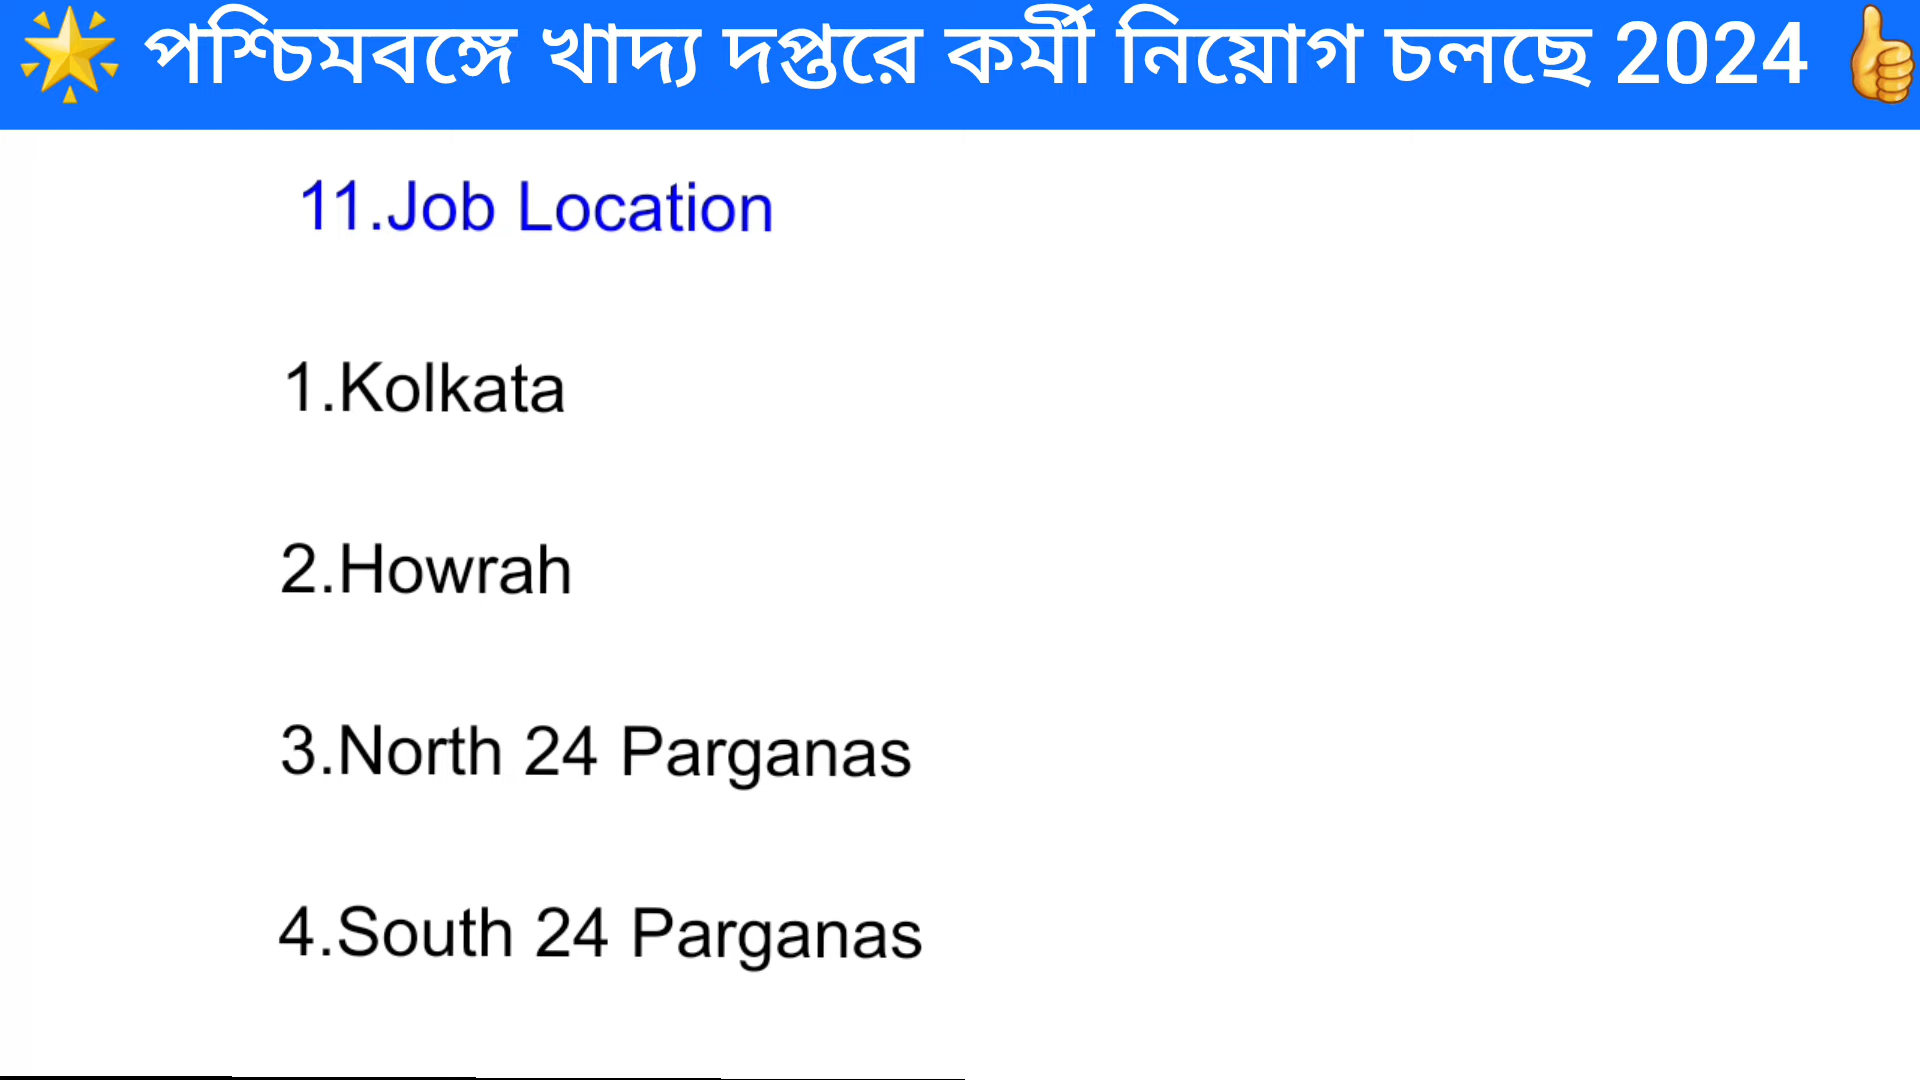 🌟 পশ্চিমবঙ্গে খাদ্য দপ্তরে কর্মী নিয়োগ চলছে 2024 👍
11.Job Location
1.Kolkata
2.Howrah
3.North 24 Parganas
4.South 24 Parganas